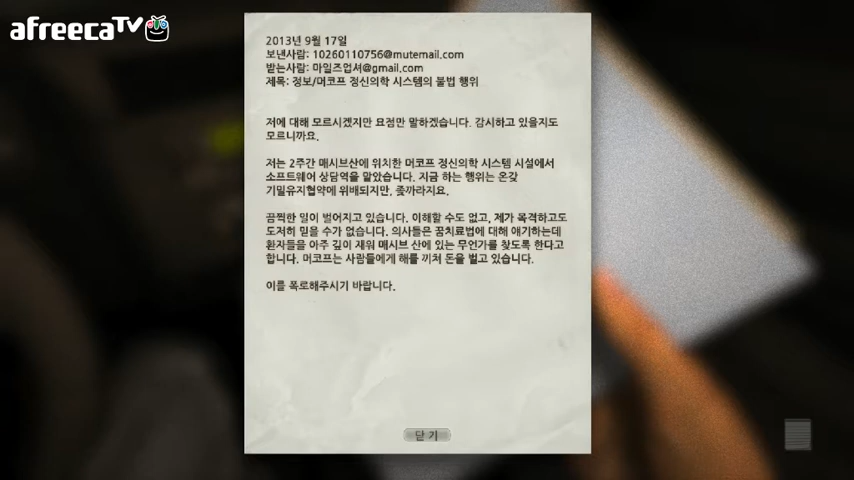 afreecaTV
2013년 9월 17일
보낸사람: 10260110756@mutemail.com
받는사람: 마일즈업셔@gmail.com
제목: 정보/머코프 정신의학 시스템의 불법 행위
저에 대해 모르시겠지만 요점만 말하겠습니다. 감시하고 있을지도
모르니까요.
저는 2주간 매시브산에 위치한 머코프 정신의학 시스템 시설에서
소프트웨어 상담역을 맡았습니다. 지금 하는 행위는 온갖
기밀유지협약에 위배되지만, 좆까라지요.
끔찍한 일이 벌어지고 있습니다. 이해할 수도 없고, 제가 목격하고도
도저히 믿을 수가 없습니다. 의사들은 꿈치료법에 대해 얘기하는데
환자들을 아주 깊이 재워 매시브 산에 있는 무언가를 찾도록 한다고
합니다. 머코프는 사람들에게 해를 끼쳐 돈을 벌고 있습니다.
이를 폭로해주시기 바랍니다.
닫기